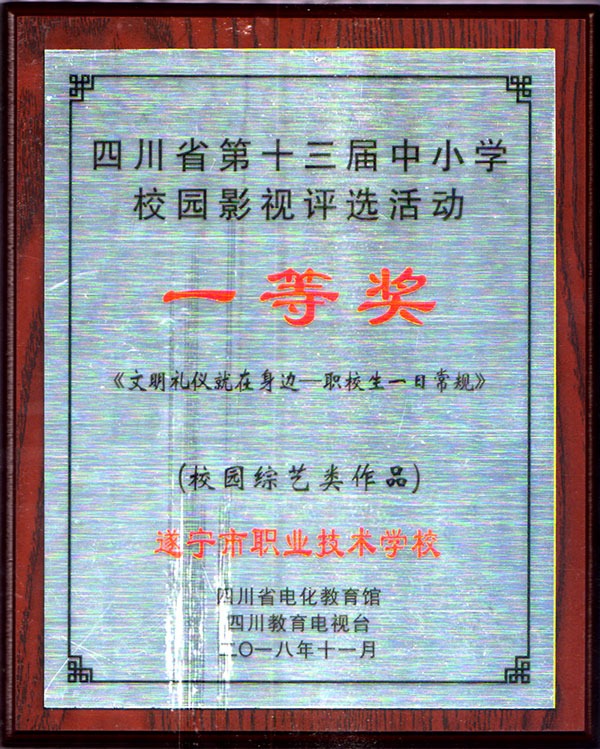 四川省第十三届中小学
校园影视评选活动
一等奖
《文明礼仪就在身边—职校生一日常规》
(校园综艺类作品)
遂宁市职业技术学校
四川省电化教育馆
四川教育电视台
二〇一八年十一月